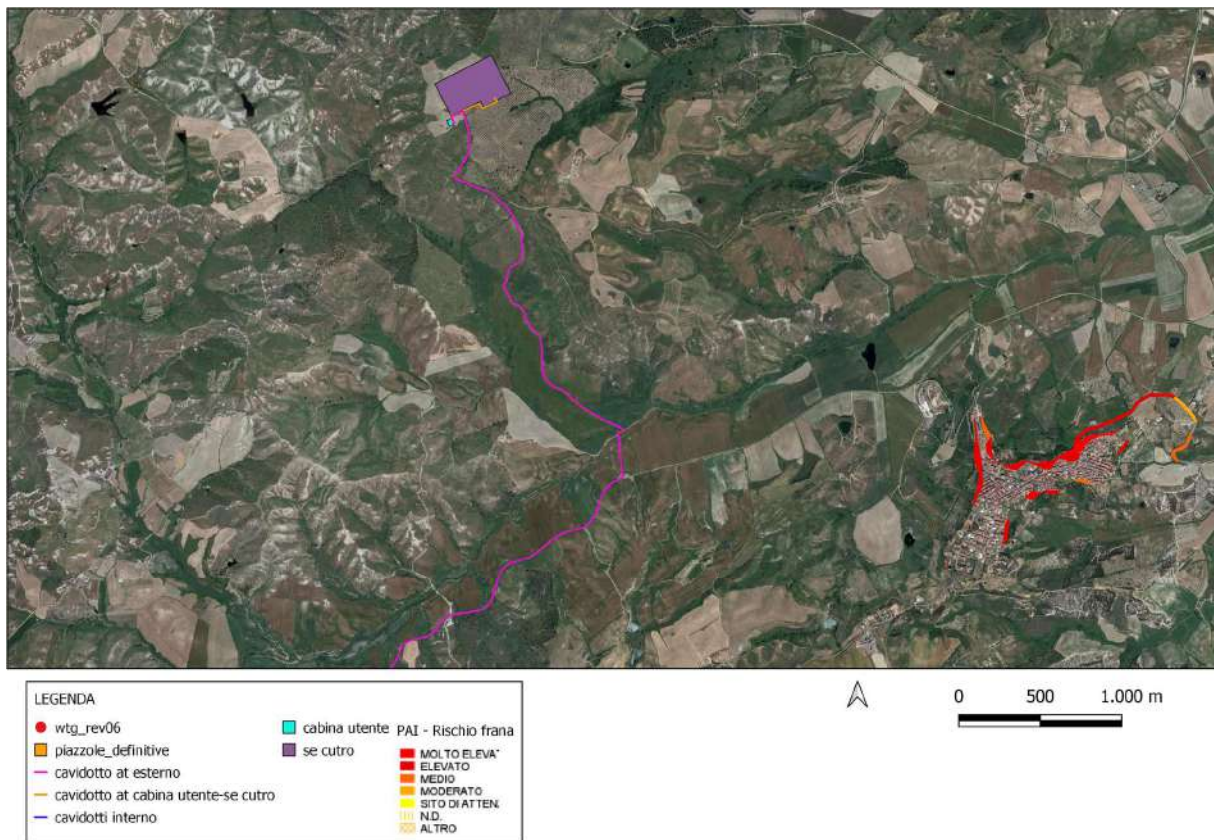 LEGENDA
wtg_rev06
piazzole_definitive
cavidotto at esterno
cavidotto at cabina utente-se cutro
cavidotti interno
cabina utente
se cutro
PAI - Rischio frana
MOLTO ELEVAT
ELEVATO
MEDIO
MODERATO
SITO DI ATTEN.
N.D.
ALTRO
0 500 1.000 m